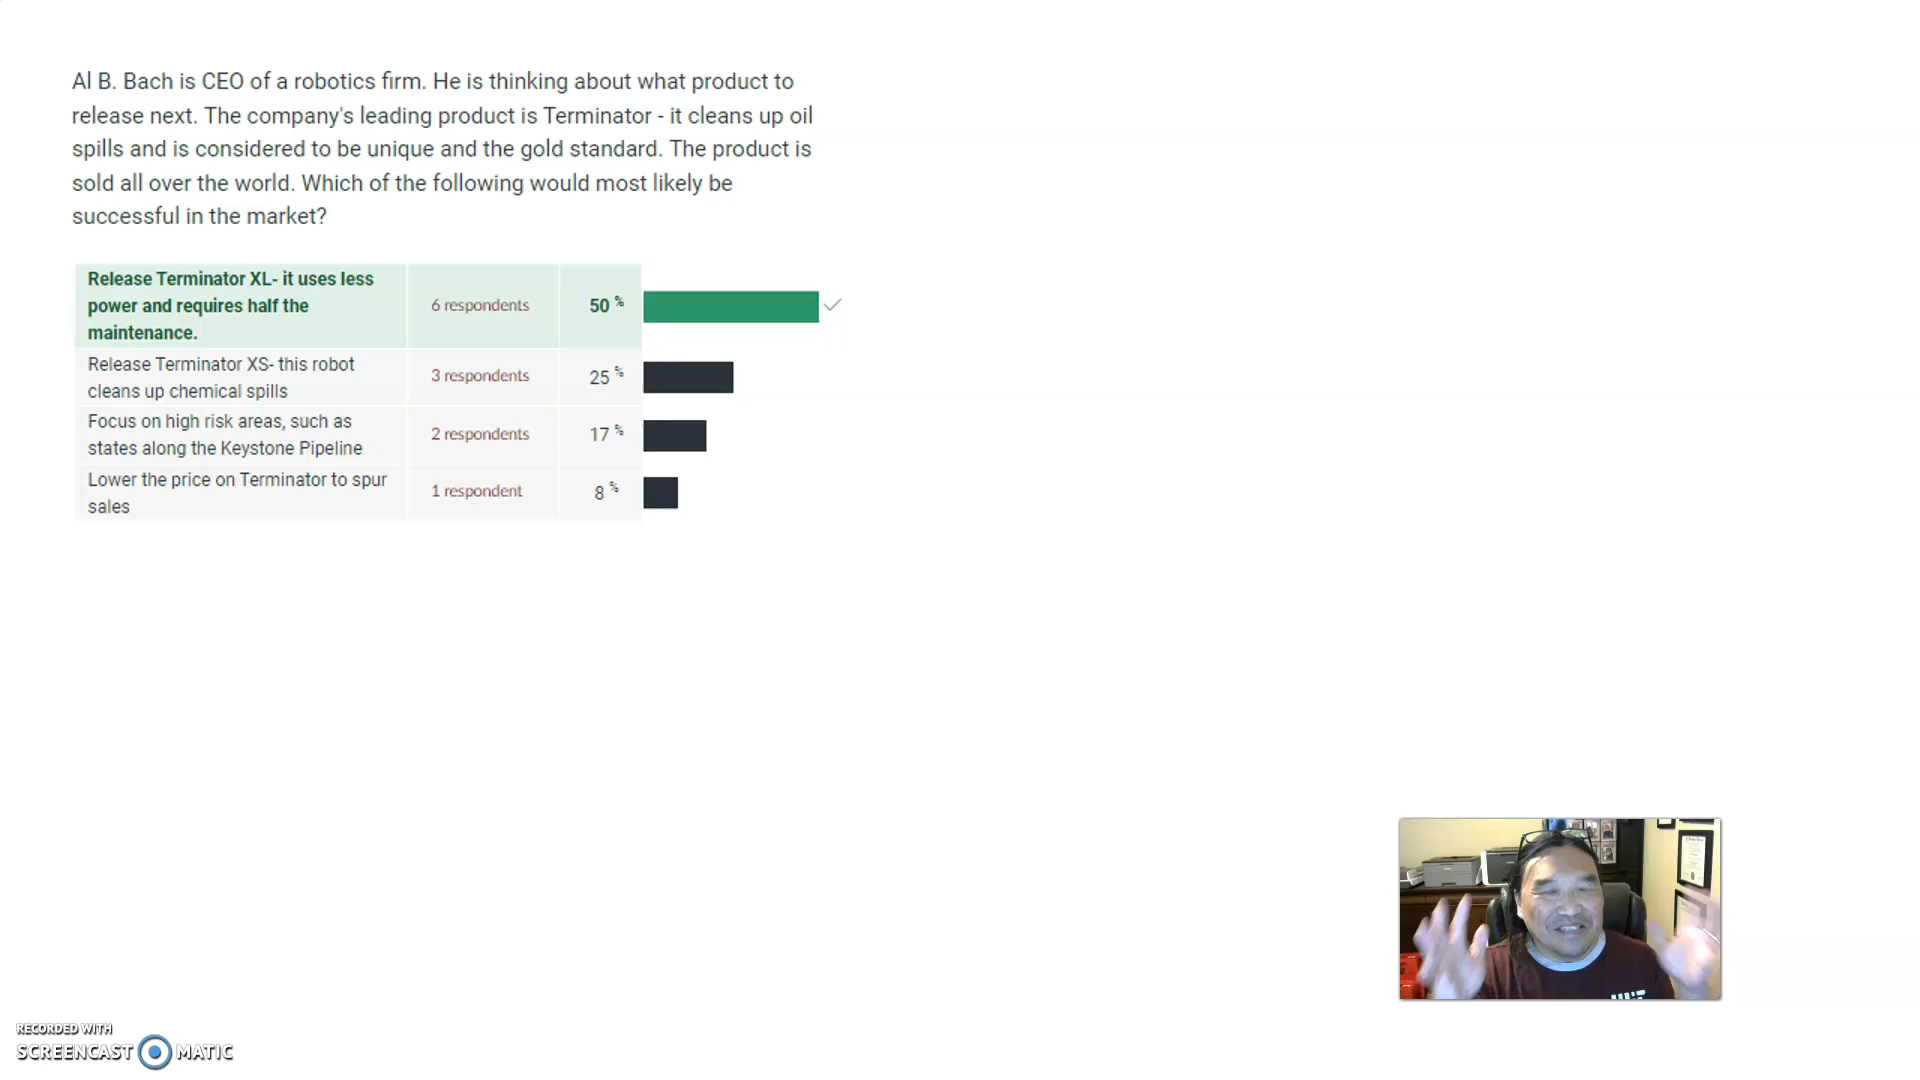 Al B. Bach is CEO of a robotics firm. He is thinking about what product to
release next. The company's leading product is Terminator - it cleans up oil
spills and is considered to be unique and the gold standard. The product is
sold all over the world. Which of the following would most likely be
successful in the market?
Release Terminator XL- it uses less
power and requires half the
maintenance.
6 respondents
50 %
Release Terminator XS- this robot
cleans up chemical spills
3 respondents
25 %
Focus on high risk areas, such as
states along the Keystone Pipeline
2 respondents
17 %
Lower the price on Terminator to spur
sales
1 respondent
8 %
RECORDED WITH
SCREENCAST MATIC